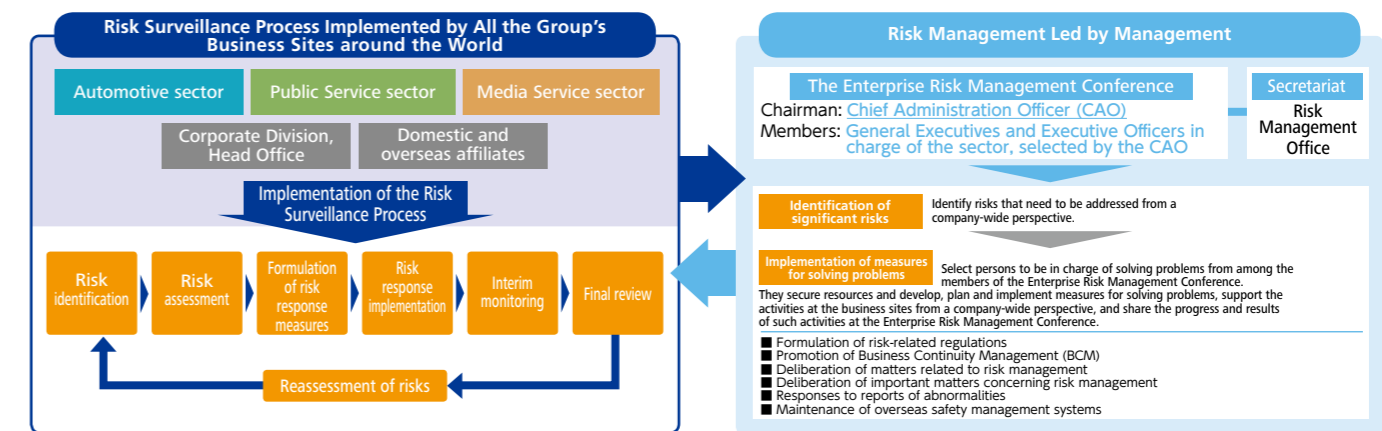 Risk Surveillance Process Implemented by All the Group's
Business Sites around the World
Automotive sector
Public Service sector
Media Service sector
Corporate Division,
Head Office
Domestic and
overseas affiliates
Implementation of the Risk
Surveillance Process
Risk
identification
Risk
assessment
Formulation
of risk
response
measures
Risk
response
implementation
Interim
monitoring
Final review
Reassessment of risks
Risk Management Led by Management
The Enterprise Risk Management Conference
Chairman: Chief Administration Officer (CAO)
Members: General Executives and Executive Officers in
charge of the sector, selected by the CAO
Secretariat
Risk
Management
Office
Identification of
significant risks
Identify risks that need to be addressed from a
company-wide perspective.
Implementation of measures
for solving problems
Select persons to be in charge of solving problems from among the
members of the Enterprise Risk Management Conference.
They secure resources and develop, plan and implement measures for solving problems, support the
activities at the business sites from a company-wide perspective, and share the progress and results
of such activities at the Enterprise Risk Management Conference.
■ Formulation of risk-related regulations
■ Promotion of Business Continuity Management (BCM)
■ Deliberation of matters related to risk management
■ Deliberation of important matters concerning risk management
■ Responses to reports of abnormalities
■ Maintenance of overseas safety management systems